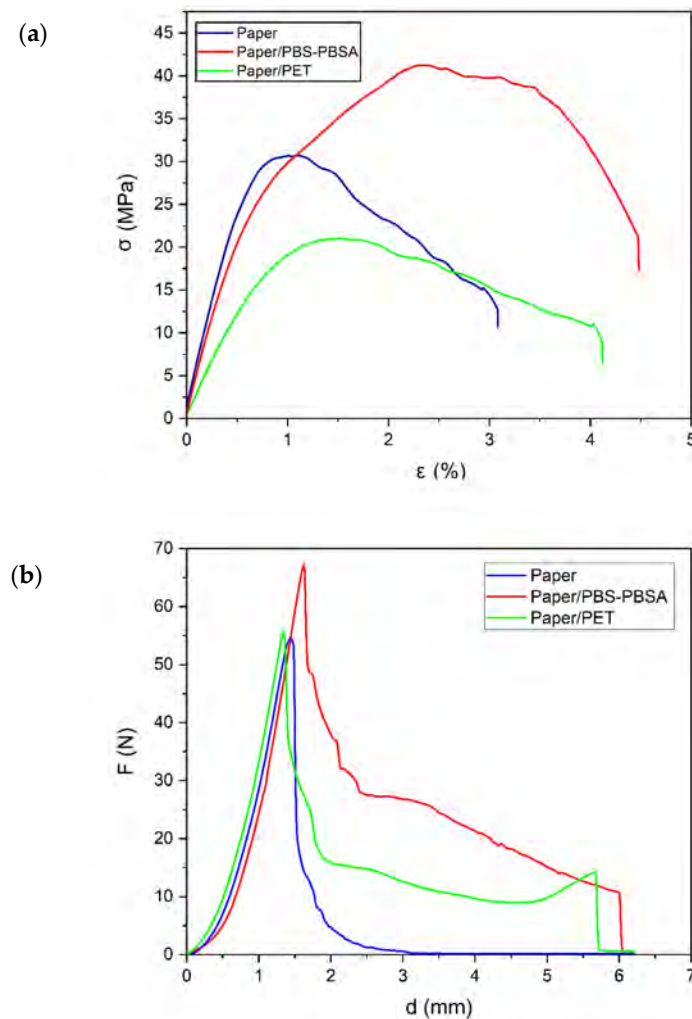 (a)
Paper
Paper/PBS-PBSA
Paper/PET
45
40
35
30
25
20
15
10
5
0
σ (MPa)
0 1 2 3 4 5
ε (%)
(b)
Paper
Paper/PBS-PBSA
Paper/PET
70
60
50
40
30
20
10
0
F (N)
0 1 2 3 4 5 6 7
d (mm)